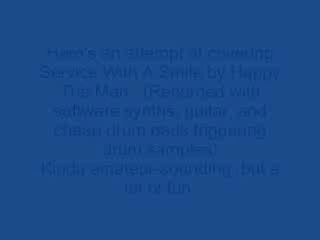 Here's an attempt at covering
Service With A Smile by Happy
The Man. (Recorded with
software synths, guitar, and
cheap drum pads triggering
drum samples)
Kinda amateur-sounding, but a
lot of fun